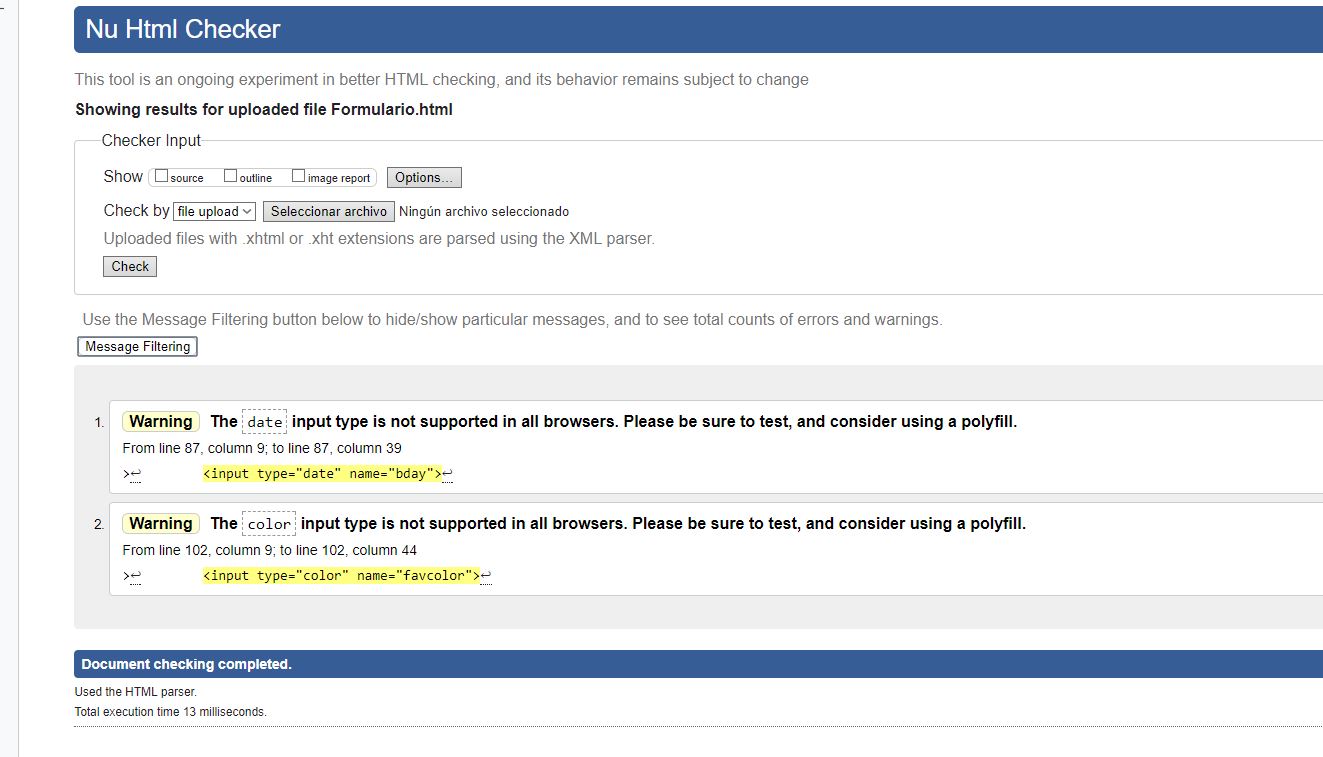 Nu Html Checker
This tool is an ongoing experiment in better HTML checking, and its behavior remains subject to change
Showing results for uploaded file Formulario.html
Checker Input
Show source outline image report Options...
Check by file upload Seleccionar archivo Ningún archivo seleccionado
Uploaded files with .xhtml or .xht extensions are parsed using the XML parser.
Check
Use the Message Filtering button below to hide/show particular messages, and to see total counts of errors and warnings.
Message Filtering
1. Warning The date input type is not supported in all browsers. Please be sure to test, and consider using a polyfill.
From line 87, column 9; to line 87, column 39
>↩ <input type="date" name="bday">↩
2. Warning The color input type is not supported in all browsers. Please be sure to test, and consider using a polyfill.
From line 102, column 9; to line 102, column 44
>↩ <input type="color" name="favcolor">↩
Document checking completed.
Used the HTML parser.
Total execution time 13 milliseconds.